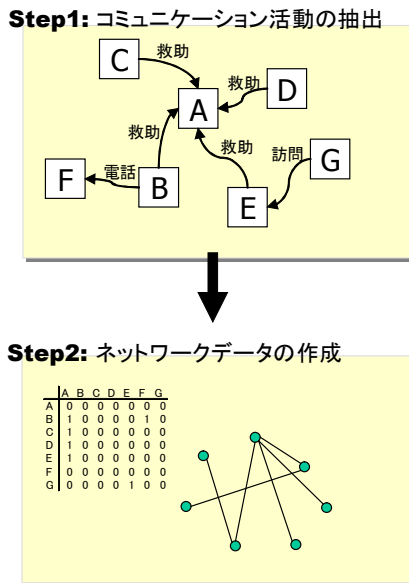 Step1: コミュニケーション活動の抽出
C
救助
A
救助
D
救助
救助
訪問
G
F
電話
B
E
Step2: ネットワークデータの作成
A B C D E F G
A 0 0 0 0 0 0 0
B 1 0 0 0 0 1 0
C 1 0 0 0 0 0 0
D 1 0 0 0 0 0 0
E 1 0 0 0 0 0 0
F 0 0 0 0 0 0 0
G 0 0 0 0 1 0 0